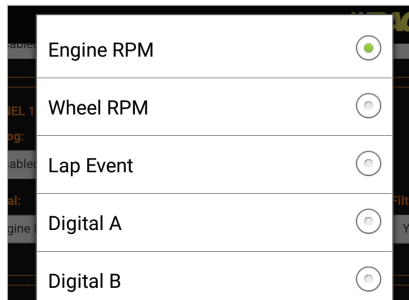 Engine RPM
Wheel RPM
Lap Event
Digital A
Digital B